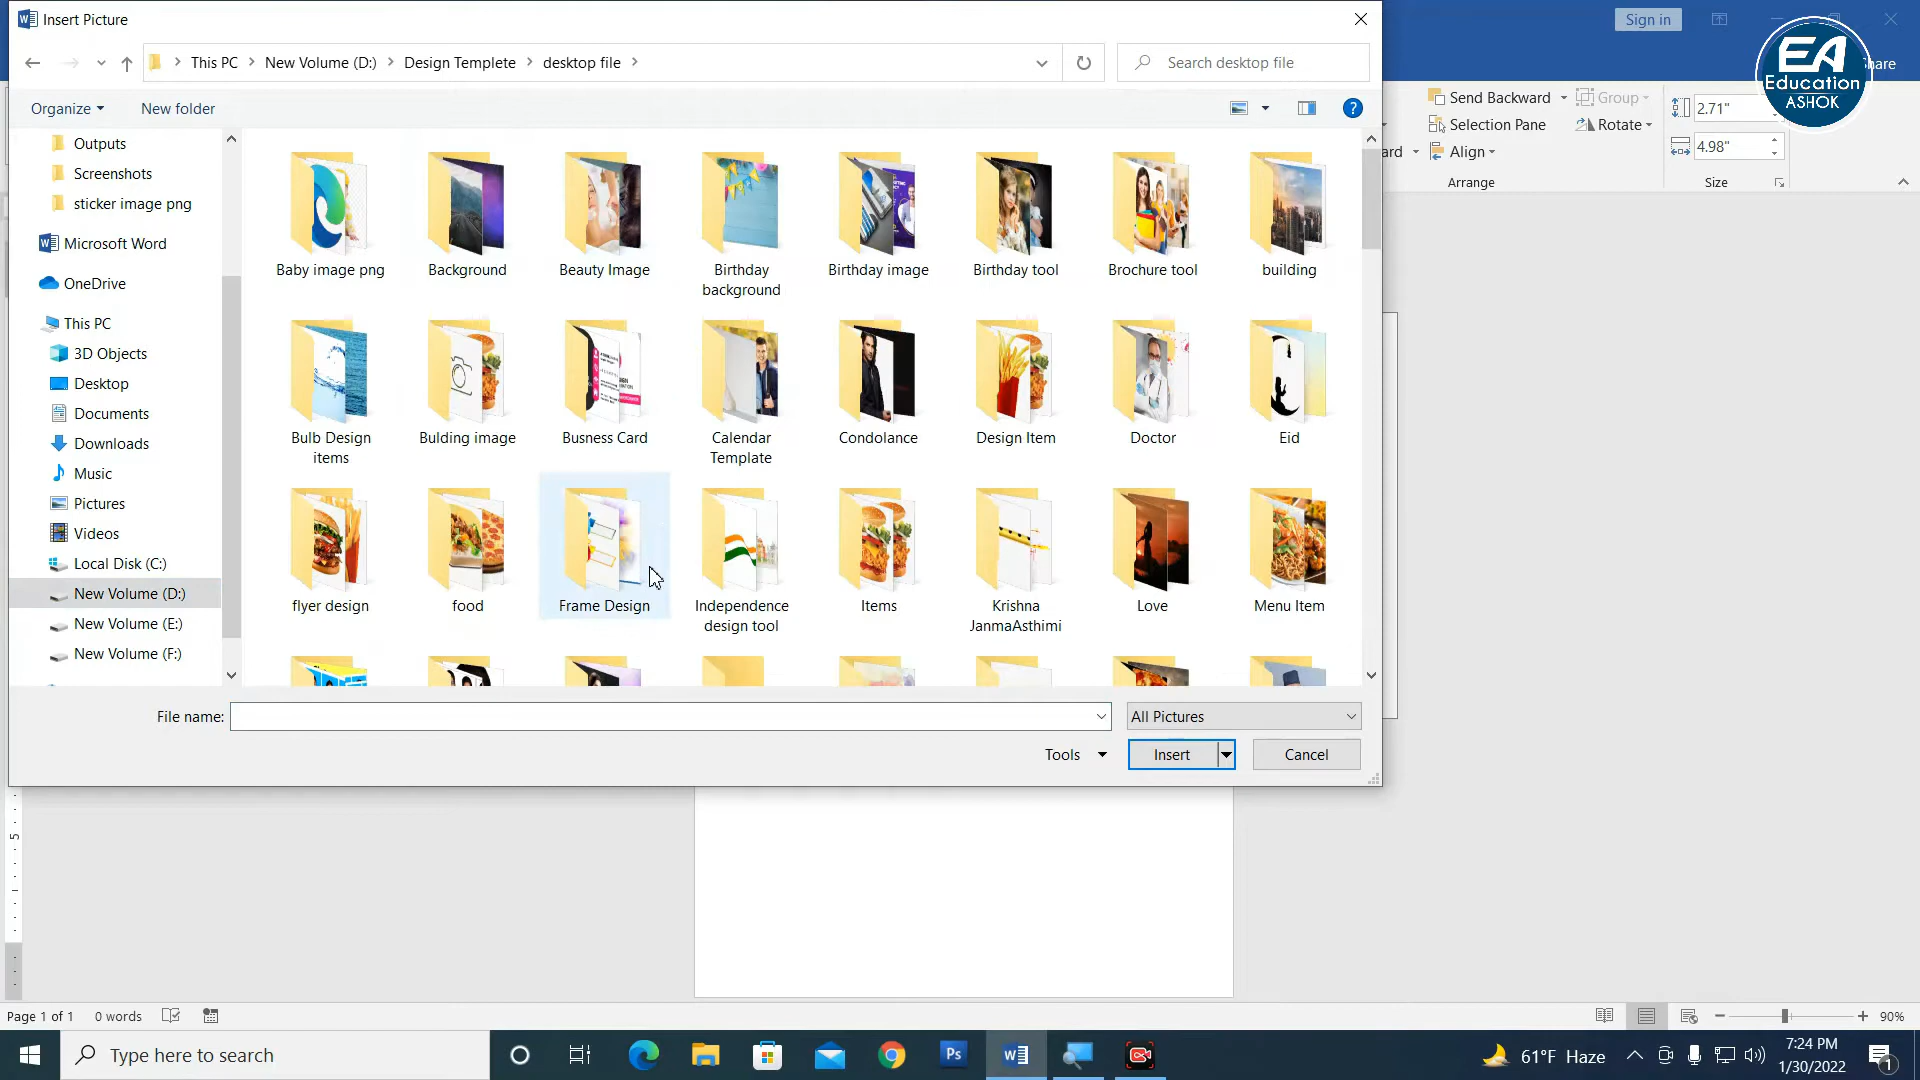 Insert Picture
Sign in
EA
Education
ASHOK
hare
This PC
New Volume (D:)
Design Templete
desktop file
Search desktop file
Organize
New folder
Send Backward
Group
2.71"
Selection Pane
Rotate
ard
Align
4.98"
Arrange
Size
Outputs
Screenshots
sticker image png
Microsoft Word
OneDrive
This PC
3D Objects
Desktop
Documents
Downloads
Music
Pictures
Videos
Local Disk (C:)
New Volume (D:)
New Volume (E:)
New Volume (F:)
Baby image png
Background
Beauty Image
Birthday
background
Birthday image
Birthday tool
Brochure tool
building
Bulb Design
items
Bulding image
Busness Card
Calendar
Template
Condolance
Design Item
Doctor
Eid
flyer design
food
Frame Design
Independence
design tool
Items
Krishna
JanmaAsthimi
Love
Menu Item
File name:
All Pictures
Tools
Insert
Cancel
5
Page 1 of 1
0 words
90%
Type here to search
Ps
61°F Haze
7:24 PM
1/30/2022
1